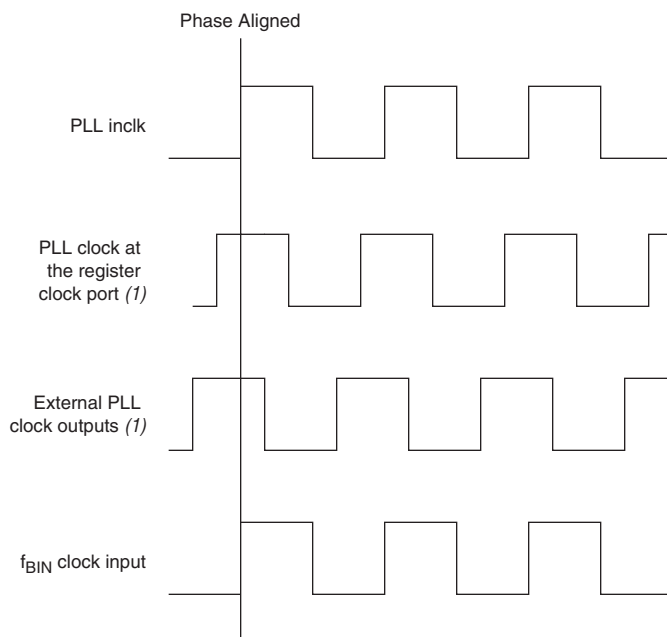 Phase Aligned
PLL inclk
PLL clock at
the register
clock port (1)
External PLL
clock outputs (1)
fBIN clock input